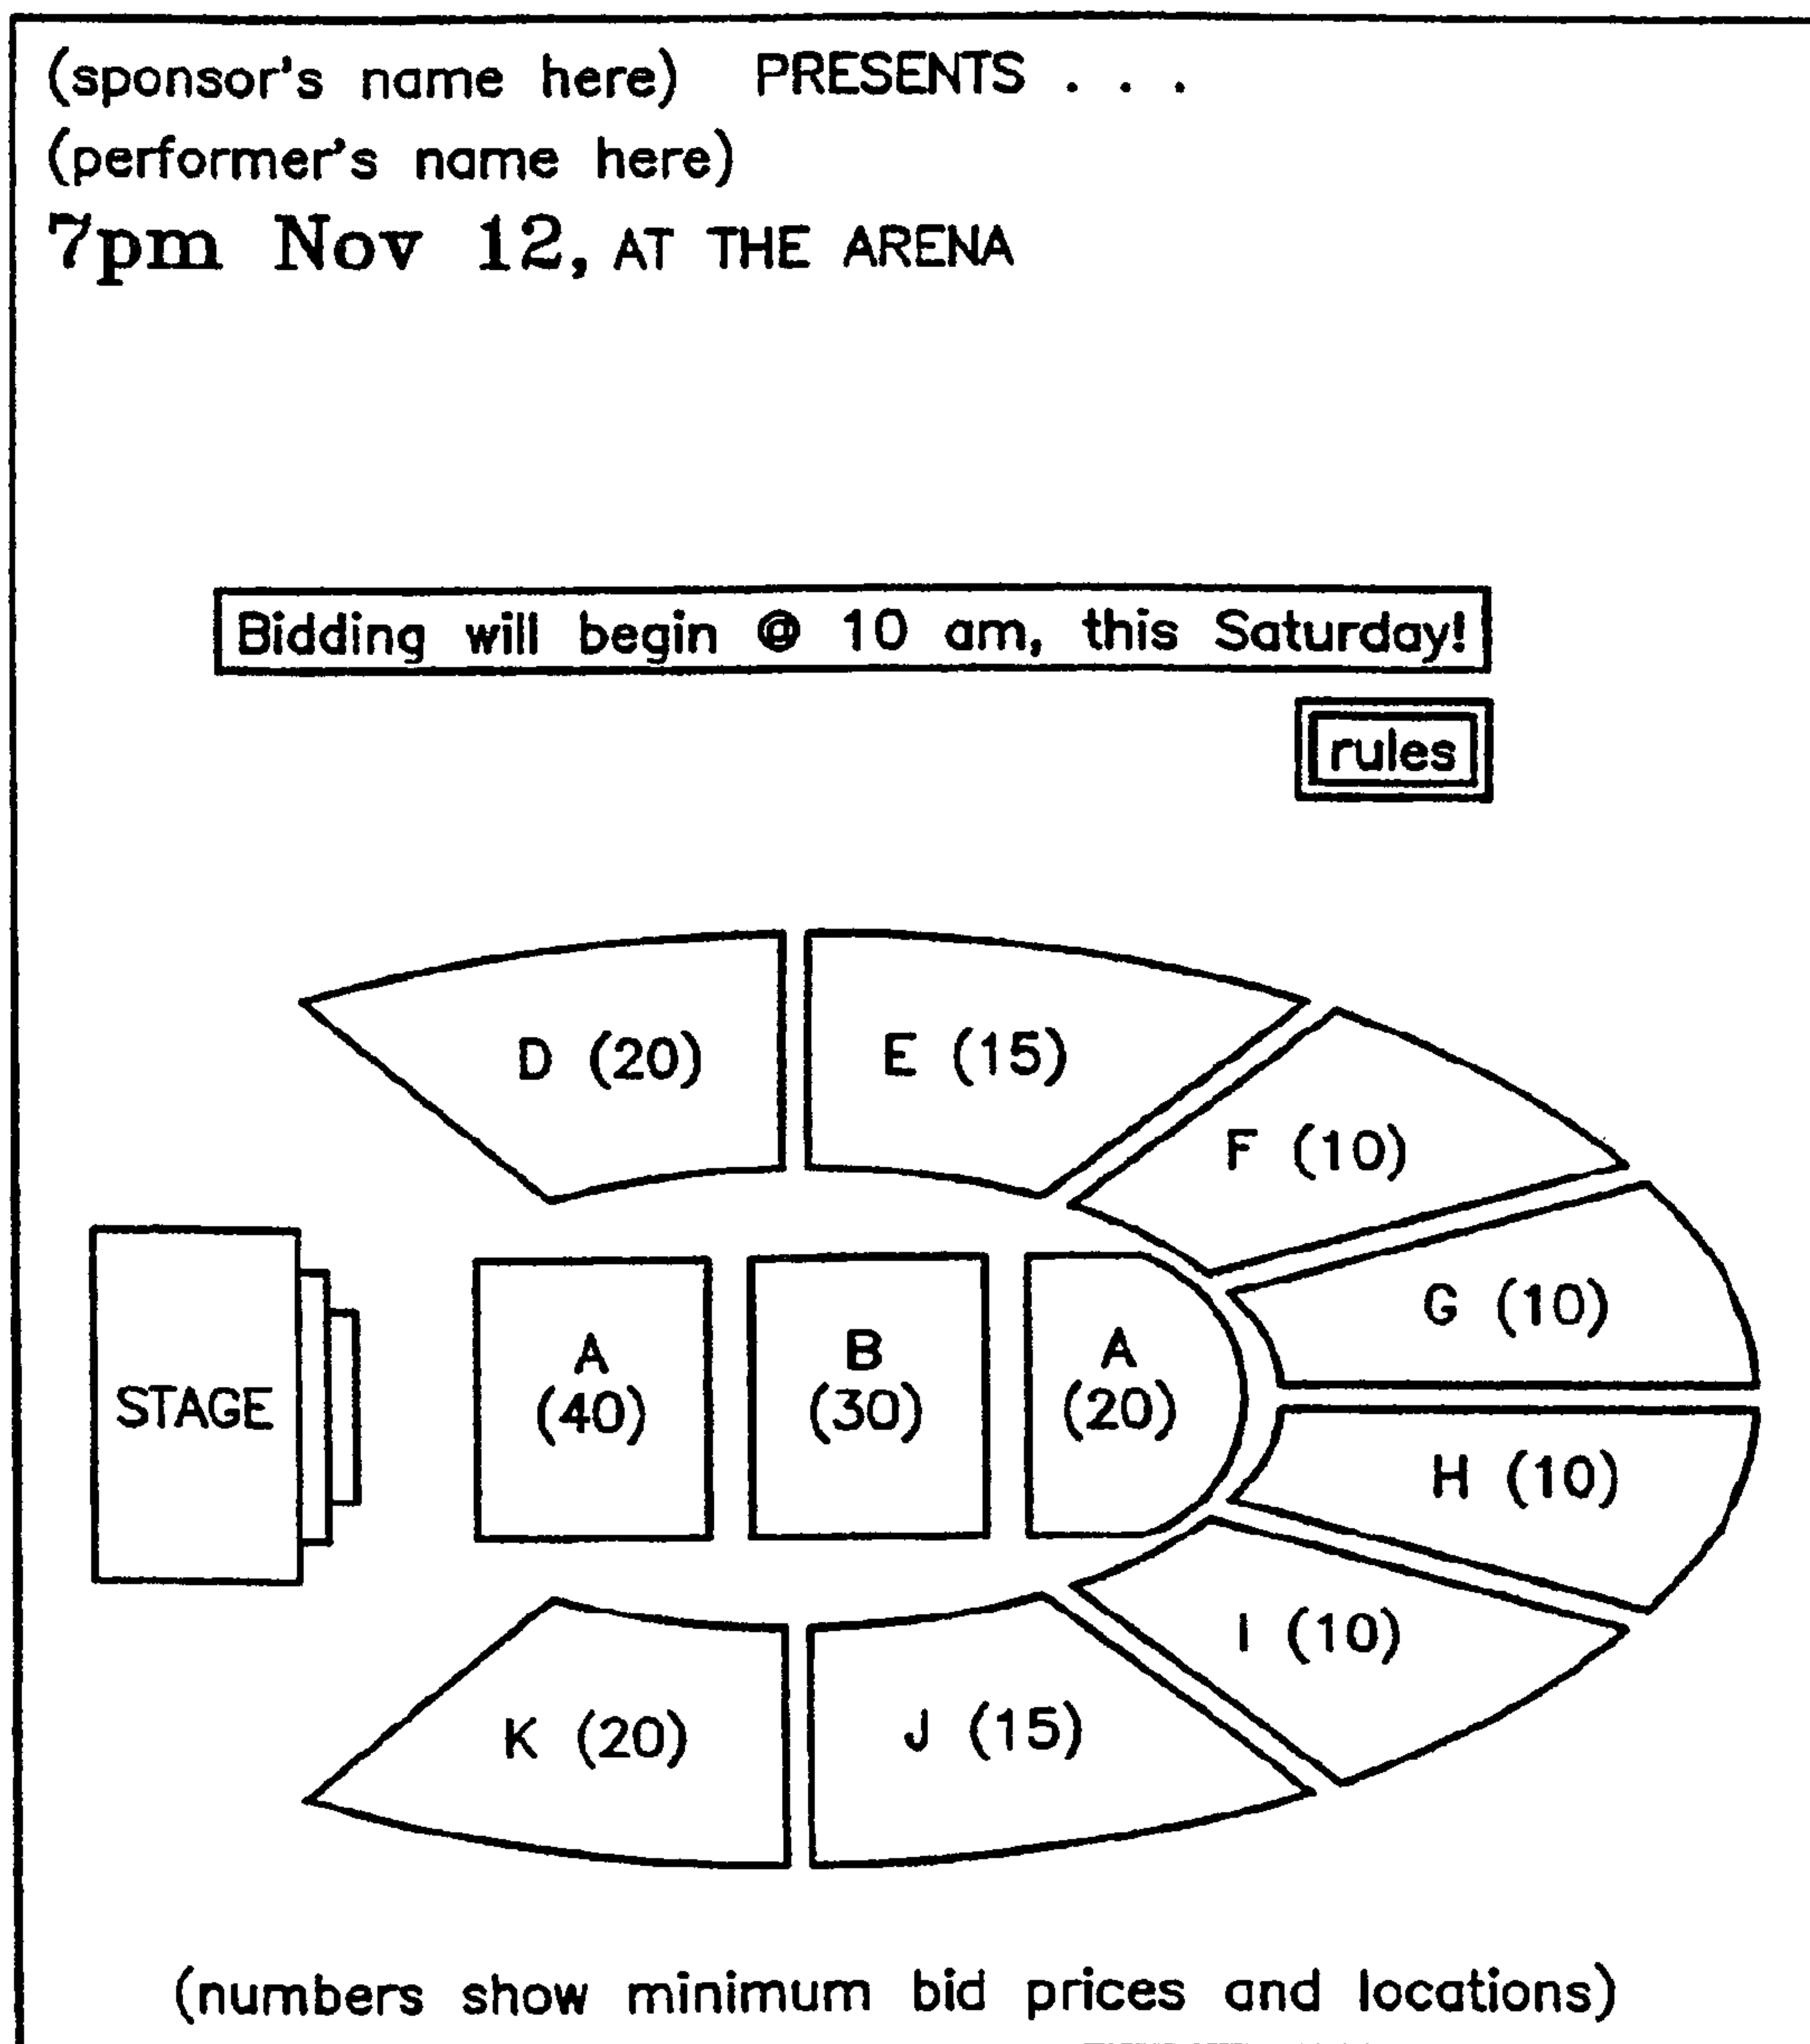 (sponsor's name here) PRESENTS . . .
(performer's name here)
7pm Nov 12, AT THE ARENA
Bidding will begin @ 10 am, this Saturday!
rules
D (20)
E (15)
F (10)
G (10)
STAGE
A
(40)
B
(30)
A
(20)
H (10)
I (10)
K (20)
J (15)
(numbers show minimum bid prices and locations)